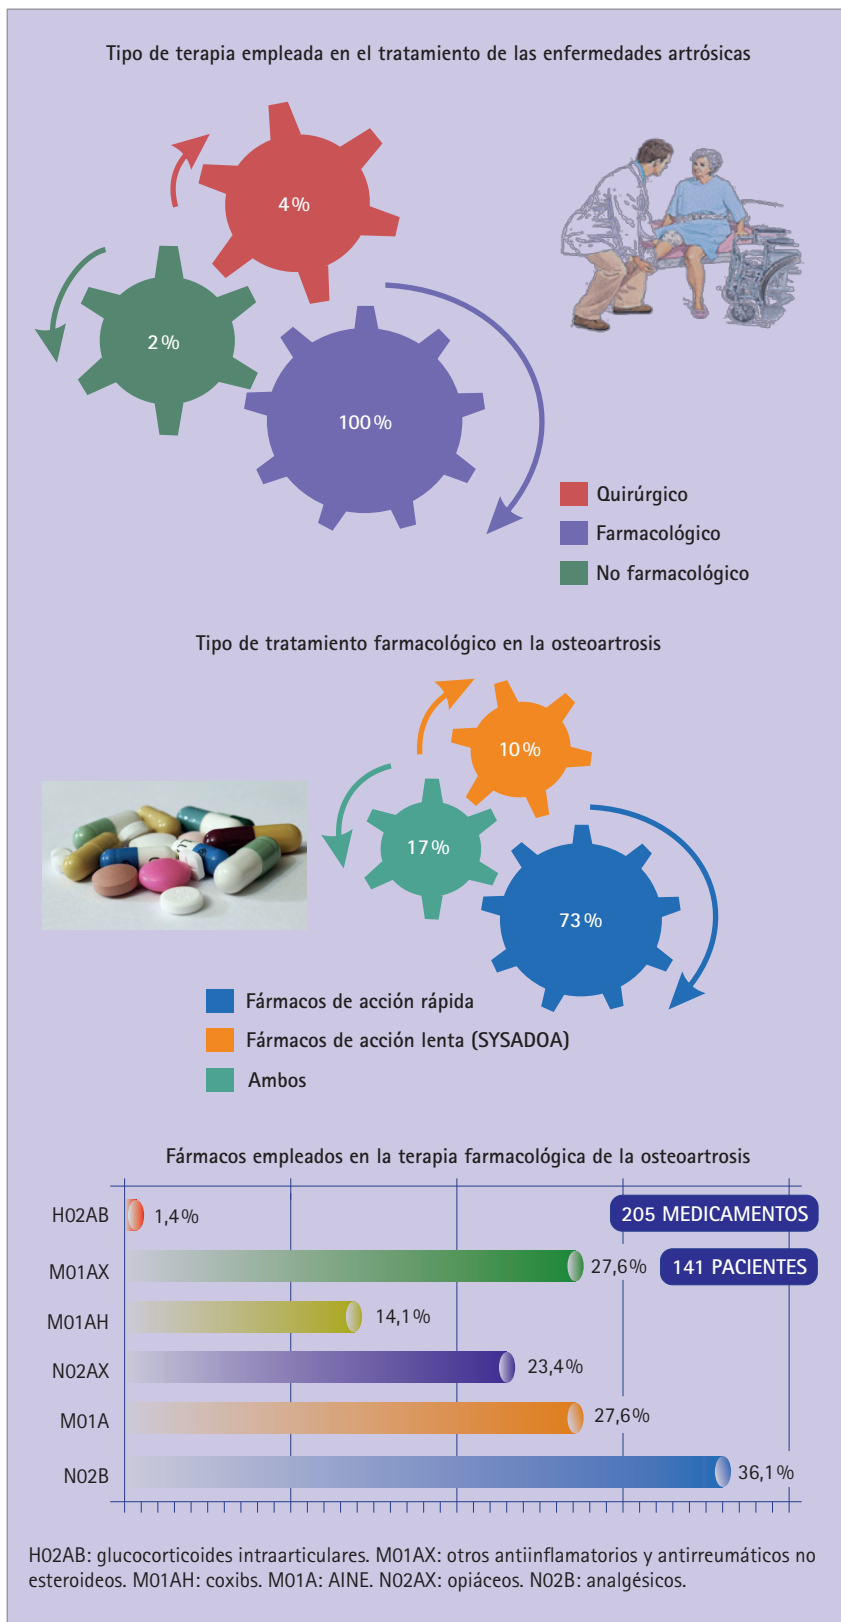 Tipo de terapia empleada en el tratamiento de las enfermedades artrósicas
4%
2%
100%
Quirúrgico
Farmacológico
No farmacológico
Tipo de tratamiento farmacológico en la osteoartrosis
10%
17%
73%
Fármacos de acción rápida
Fármacos de acción lenta (SYSADOA)
Ambos
Fármacos empleados en la terapia farmacológica de la osteoartrosis
H02AB 1,4% 205 MEDICAMENTOS
M01AX 27,6% 141 PACIENTES
M01AH 14,1%
N02AX 23,4%
M01A 27,6%
N02B 36,1%
H02AB: glucocorticoides intraarticulares. M01AX: otros antiinflamatorios y antirreumáticos no
esteroideos. M01AH: coxibs. M01A: AINE. N02AX: opiáceos. N02B: analgésicos.